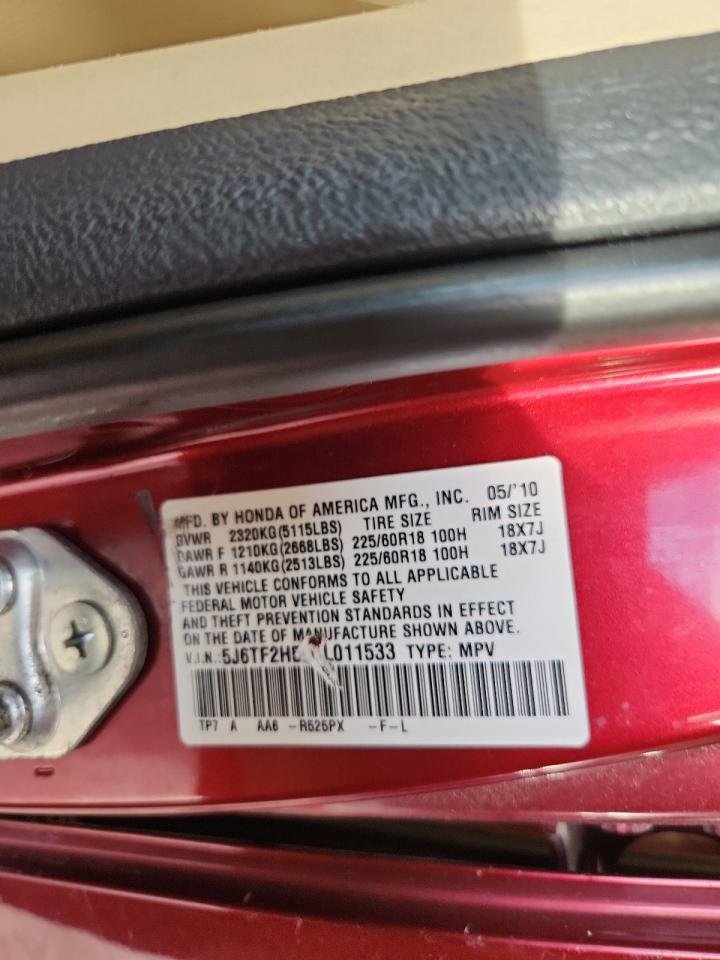 MFD. BY HONDA OF AMERICA MFG., INC. 05/'10
GVWR 2320KG(5115LBS) TIRE SIZE RIM SIZE
GAWR F 1210KG(2668LBS) 225/60R18 100H 18X7J
GAWR R 1140KG(2513LBS) 225/60R18 100H 18X7J
THIS VEHICLE CONFORMS TO ALL APPLICABLE
FEDERAL MOTOR VEHICLE SAFETY
AND THEFT PREVENTION STANDARDS IN EFFECT
ON THE DATE OF MANUFACTURE SHOWN ABOVE.
V.I.N.: TYPE: MPV
TP7 A AA6 -R525PX -F-L